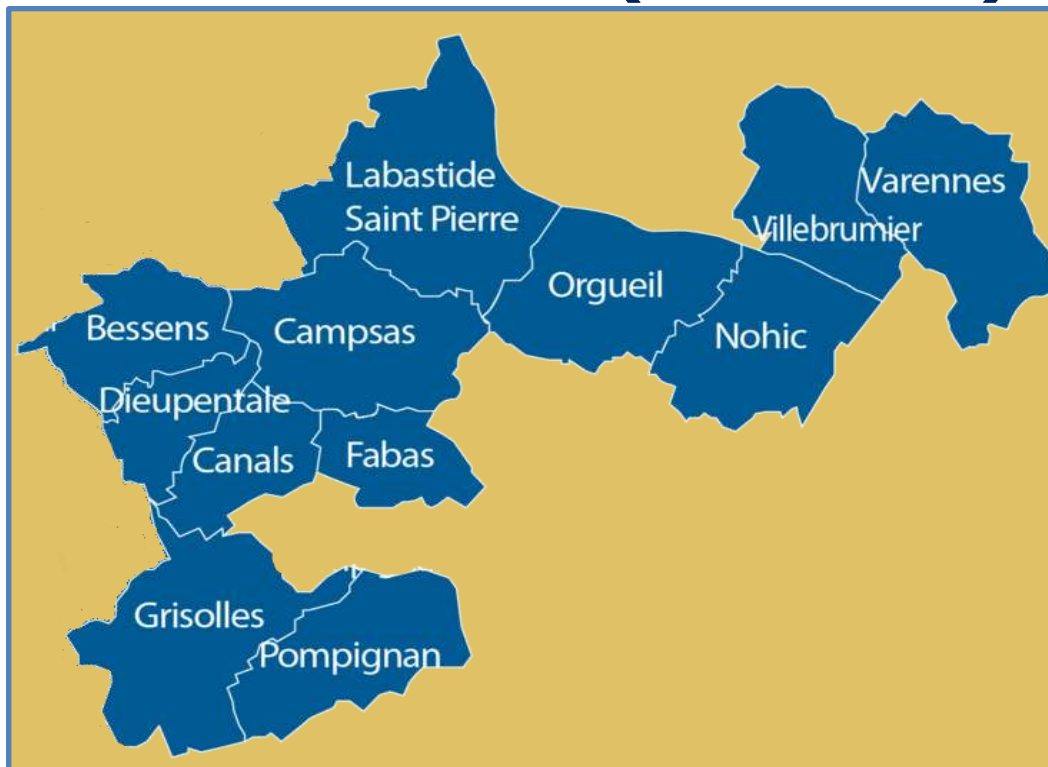 Labastide
Saint Pierre
Varennes
Villebrumier
Orgueil
Bessens
Campsas
Nohic
Dieupentale
Canals
Fabas
Grisolles
Pompignan